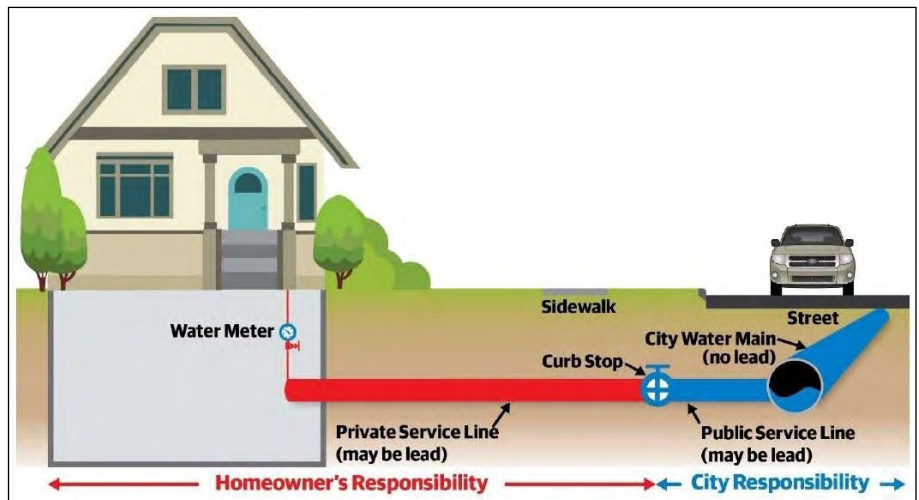 Sidewalk
Street
Water Meter
City Water Main
(no lead)
Curb Stop
Private Service Line
(may be lead)
Public Service Line
(may be lead)
Homeowner's Responsibility
City Responsibility